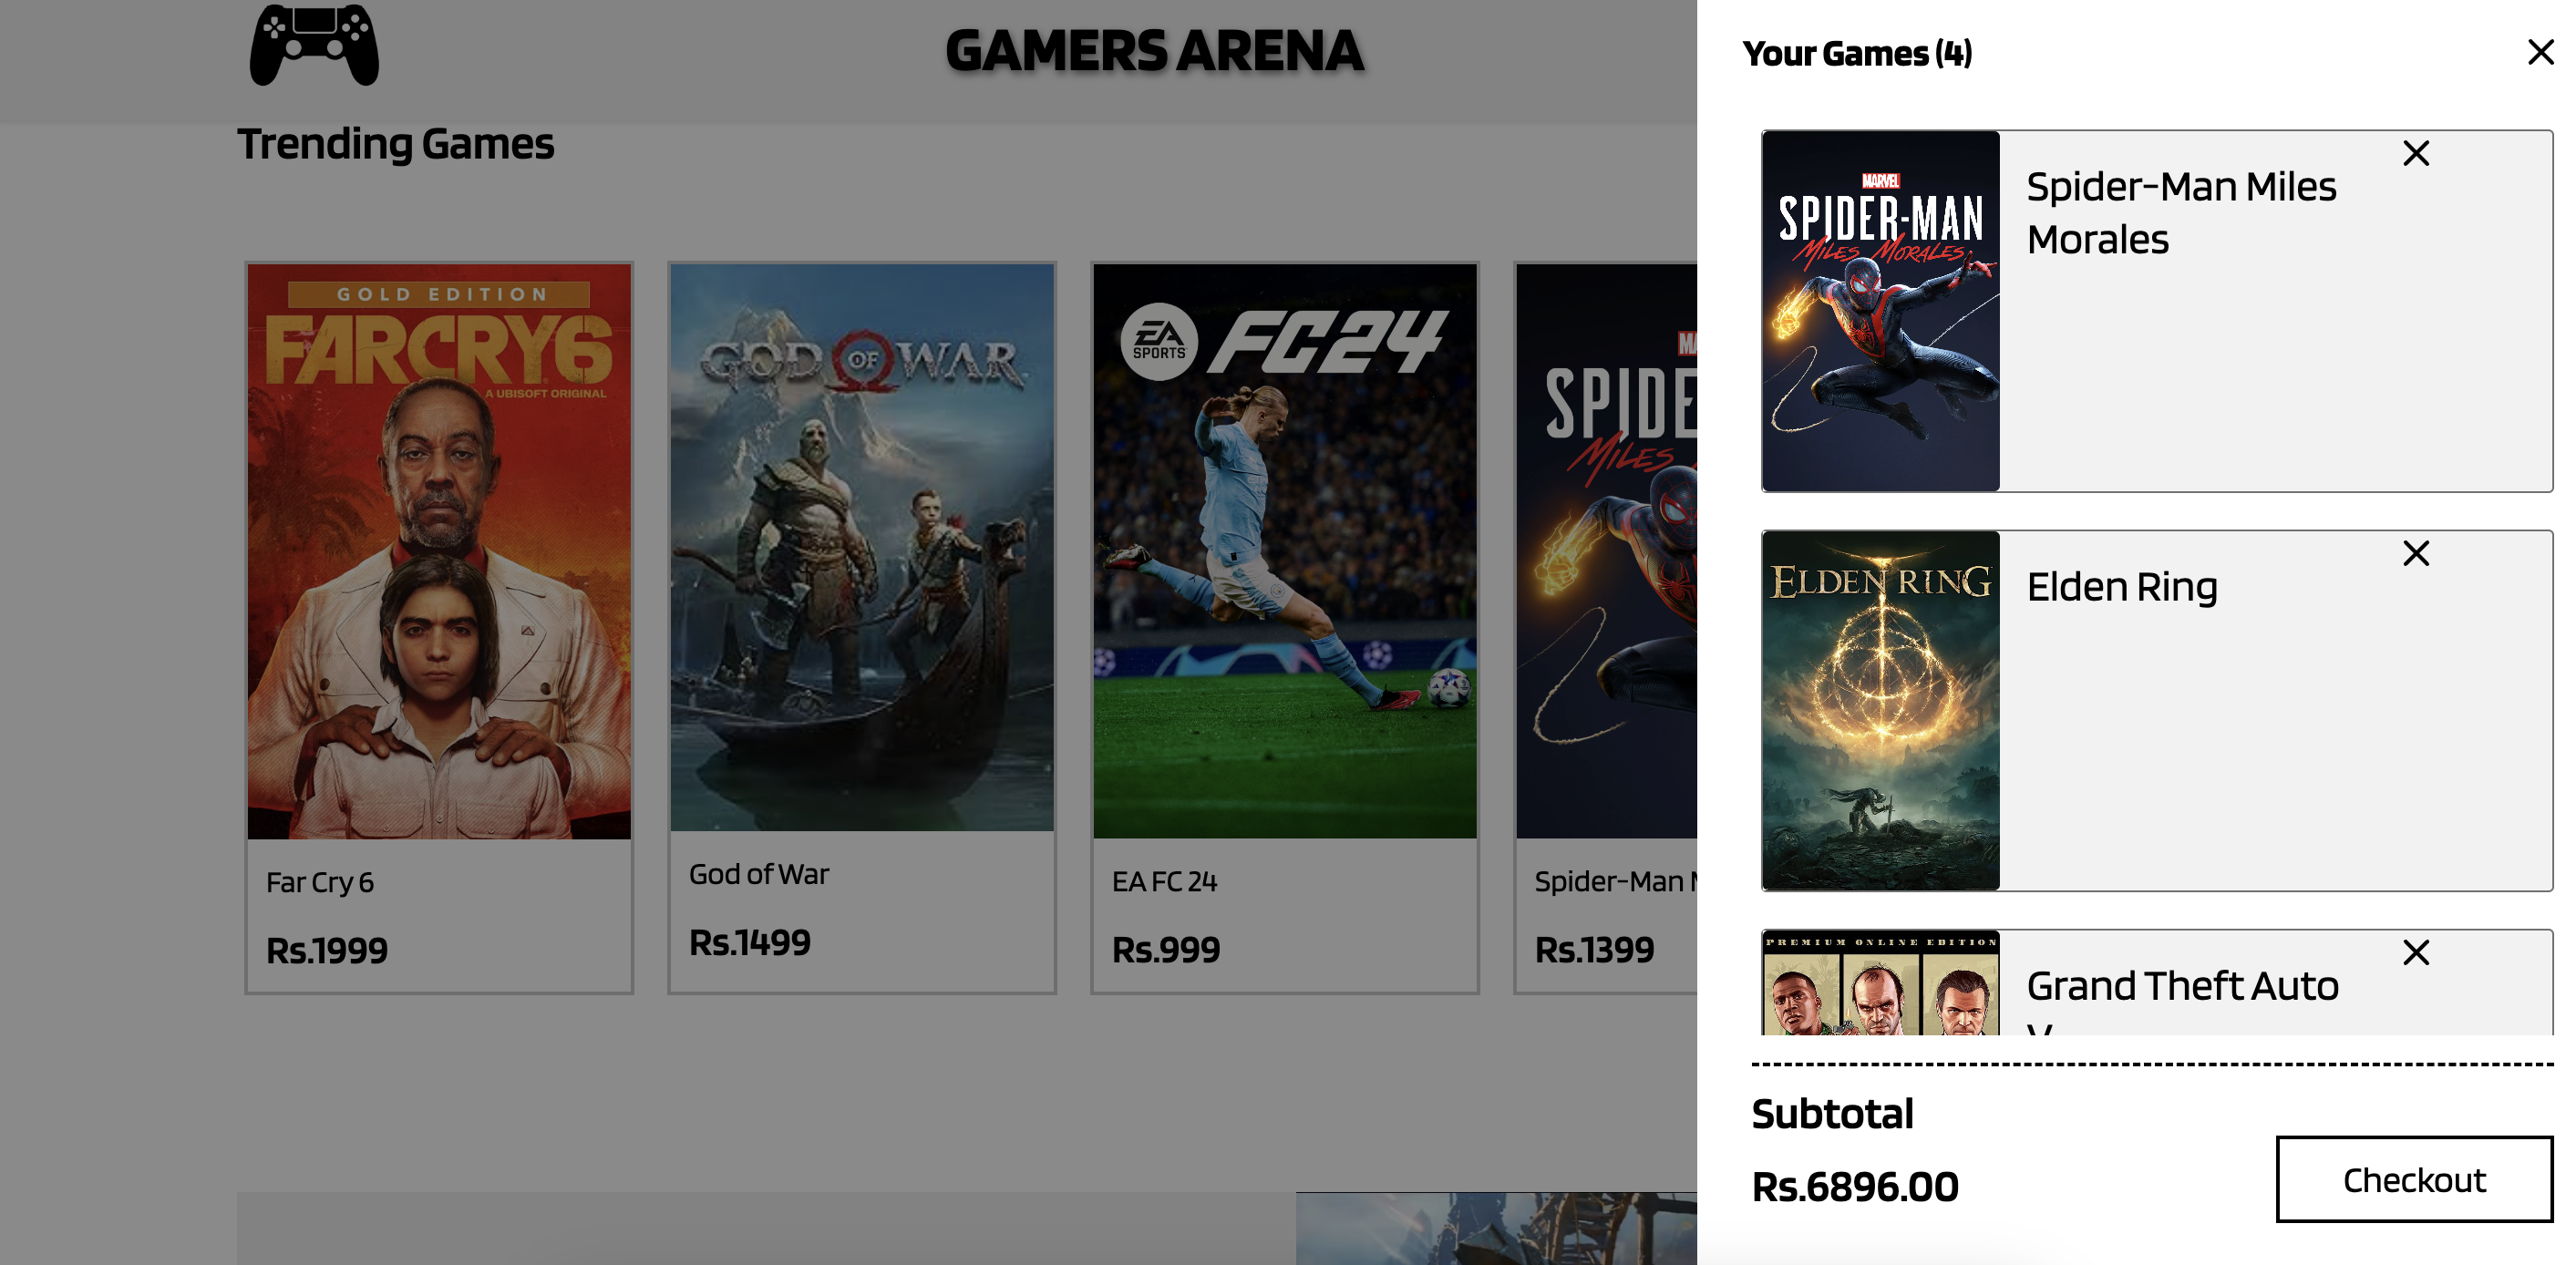 GAMERS ARENA
Trending Games
GOLD EDITION
FARCRY6
A UBISOFT ORIGINAL
Far Cry 6
Rs.1999
GOD OF WAR
God of War
Rs.1499
EA
SPORTS
FC24
EA FC 24
Rs.999
SPIDE
MILES
Spider-Man
Rs.1399
Your Games (4)
MARVEL
SPIDER-MAN
MILES MORALES
Spider-Man Miles
Morales
ELDEN RING
Elden Ring
PREMIUM ONLINE EDITION
Grand Theft Auto
V
Subtotal
Rs.6896.00
Checkout